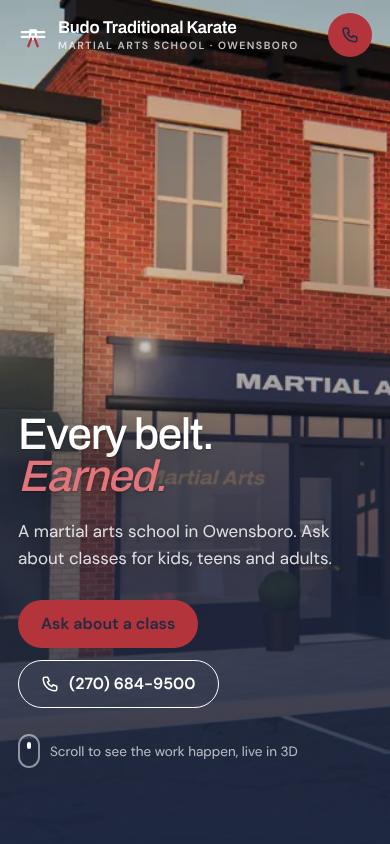 Budo Traditional Karate
MARTIAL ARTS SCHOOL · OWENSBORO
MARTIAL A
Every belt.
Earned.
Martial Arts
A martial arts school in Owensboro. Ask
about classes for kids, teens and adults.
Ask about a class
(270) 684-9500
Scroll to see the work happen, live in 3D